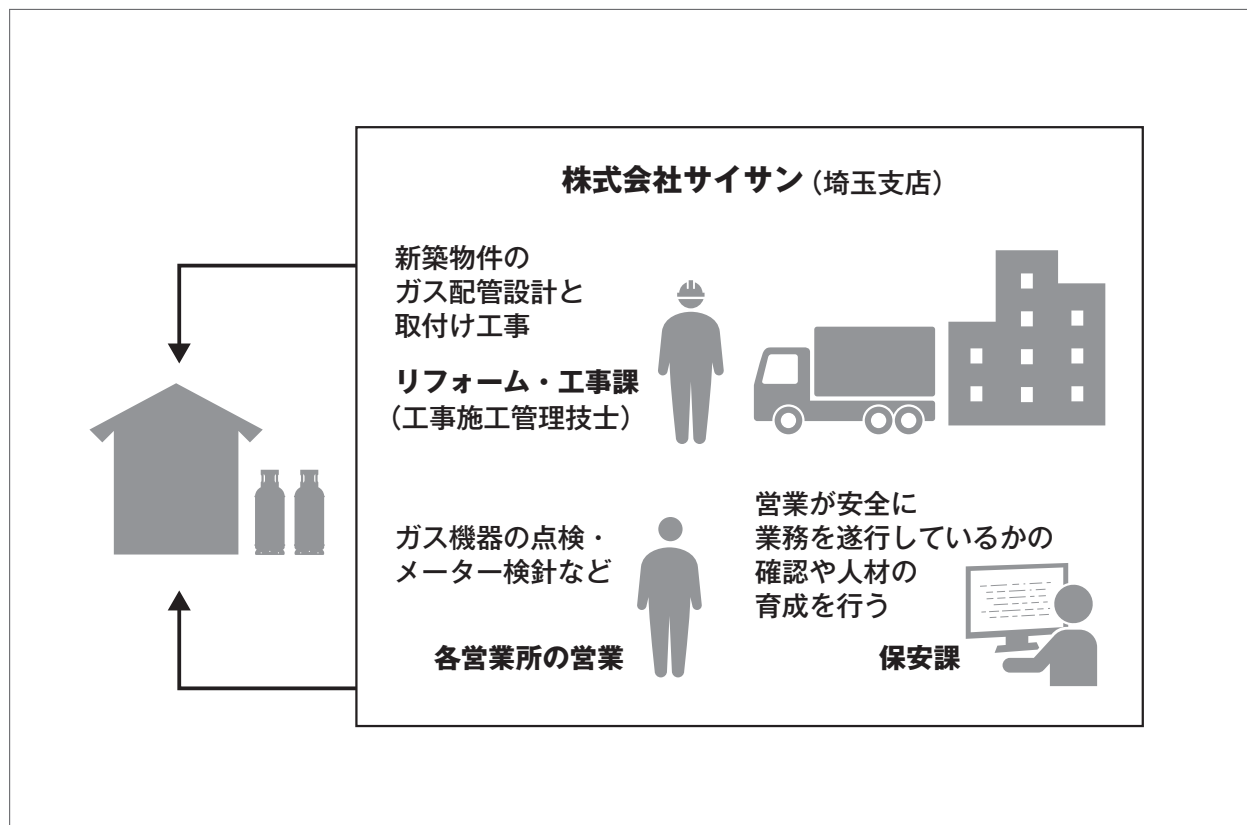 株式会社サイサン（埼玉支店）
新築物件の
ガス配管設計と
取付け工事
リフォーム・工事課
（工事施工管理技士）
ガス機器の点検・
メーター検針など
各営業所の営業
営業が安全に
業務を遂行しているかの
確認や人材の
育成を行う
保安課